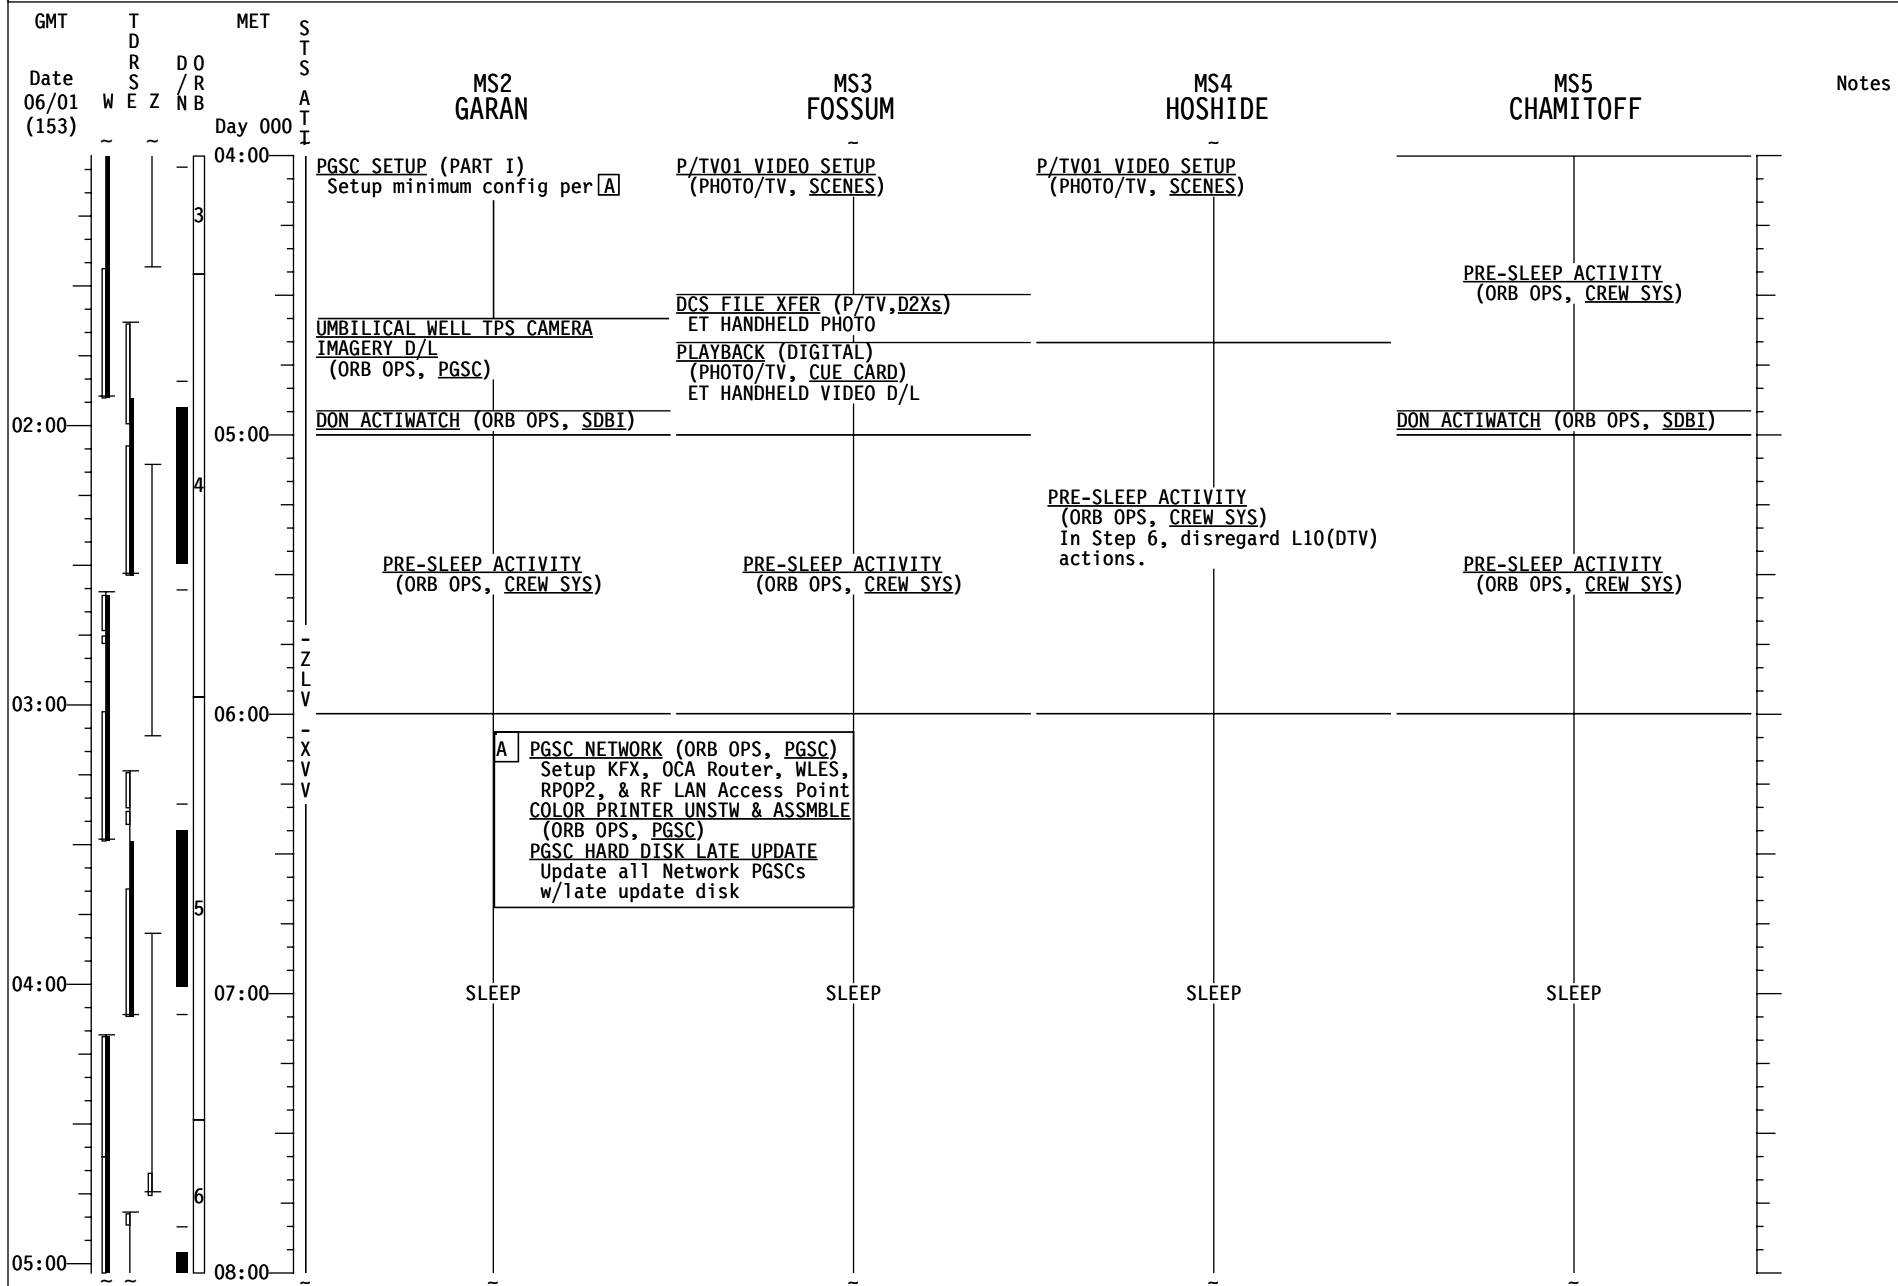 GMT
TDRSE
MET
STS ATT
Date
06/01
(153)
W E Z
D/N
ORB
Day 000
MS2
GARAN
MS3
FOSSUM
MS4
HOSHIDE
MS5
CHAMITOFF
Notes
~ ~ ~ ~
04:00
PGSC SETUP (PART I)
Setup minimum config per A
P/TV01 VIDEO SETUP
(PHOTO/TV, SCENES)
P/TV01 VIDEO SETUP
(PHOTO/TV, SCENES)
3
PRE-SLEEP ACTIVITY
(ORB OPS, CREW SYS)
DCS FILE XFER (P/TV,D2Xs)
ET HANDHELD PHOTO
UMBILICAL WELL TPS CAMERA
IMAGERY D/L
(ORB OPS, PGSC)
PLAYBACK (DIGITAL)
(PHOTO/TV, CUE CARD)
ET HANDHELD VIDEO D/L
02:00
05:00
DON ACTIWATCH (ORB OPS, SDBI)
DON ACTIWATCH (ORB OPS, SDBI)
4
PRE-SLEEP ACTIVITY
(ORB OPS, CREW SYS)
In Step 6, disregard L10(DTV)
actions.
PRE-SLEEP ACTIVITY
(ORB OPS, CREW SYS)
PRE-SLEEP ACTIVITY
(ORB OPS, CREW SYS)
PRE-SLEEP ACTIVITY
(ORB OPS, CREW SYS)
-ZLV
03:00
06:00
-XVV
A PGSC NETWORK (ORB OPS, PGSC)
Setup KFX, OCA Router, WLES,
RPOP2, & RF LAN Access Point
COLOR PRINTER UNSTW & ASSMBLE
(ORB OPS, PGSC)
PGSC HARD DISK LATE UPDATE
Update all Network PGSCs
w/late update disk
5
04:00
07:00
SLEEP
SLEEP
SLEEP
SLEEP
6
05:00
08:00
~ ~ ~ ~ ~ ~ ~